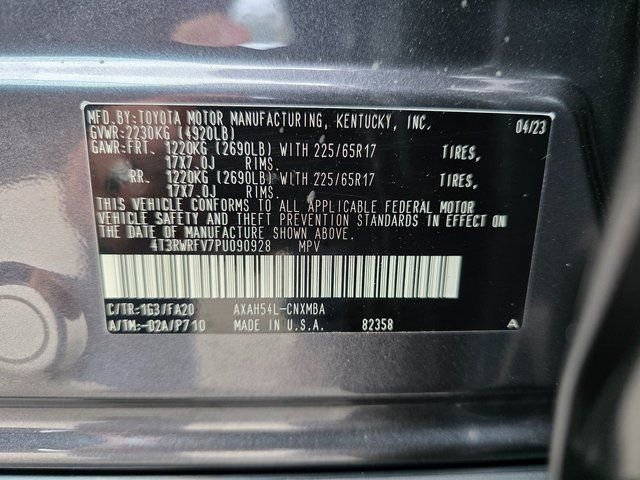 MFD.BY:TOYOTA MOTOR MANUFACTURING, KENTUCKY, INC. 04/23
GVWR:2230KG (4920LB)
GAWR:FRT. 1220KG (2690LB) WITH 225/65R17 TIRES,
17X7.0J RIMS.
RR. 1220KG (2690LB) WITH 225/65R17 TIRES,
17X7.0J RIMS.
THIS VEHICLE CONFORMS TO ALL APPLICABLE FEDERAL MOTOR
VEHICLE SAFETY AND THEFT PREVENTION STANDARDS IN EFFECT ON
THE DATE OF MANUFACTURE SHOWN ABOVE.
4T3RWRFV7PU090928 MPV
C/TR:1G3/FA20 AXAH54L-CNXMBA
A/TM:-02A/P710 MADE IN U.S.A. 82358 A